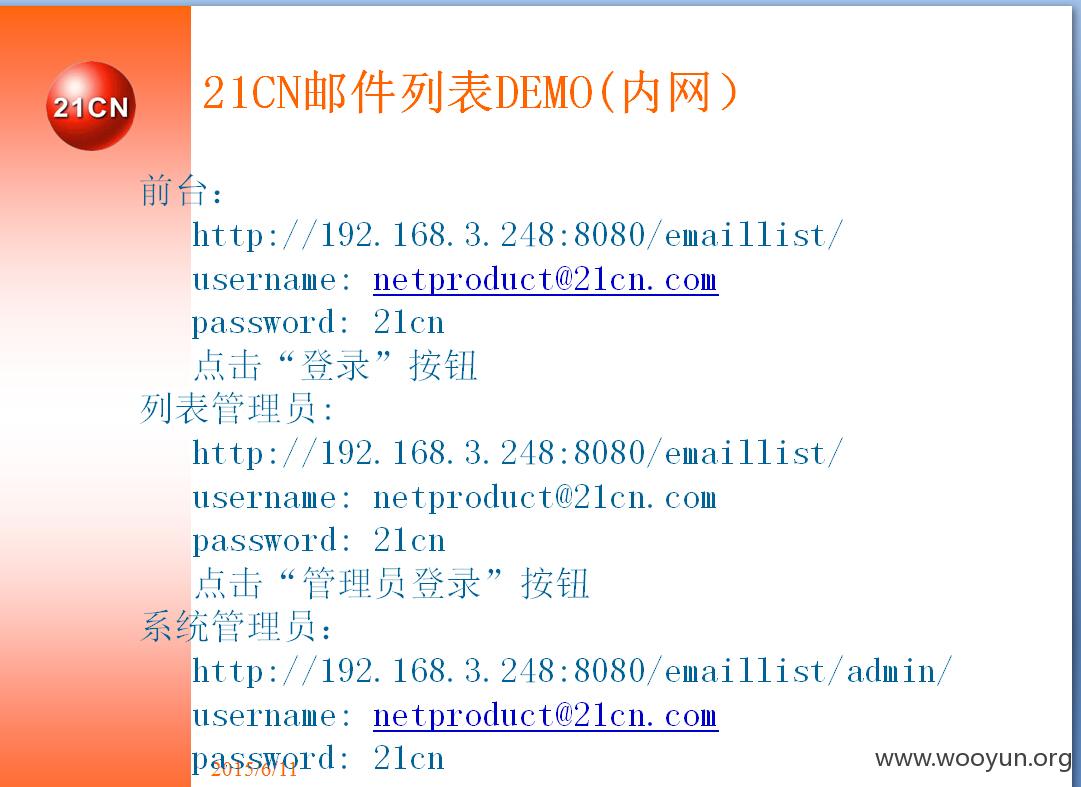 21CN
21CN邮件列表DEMO(内网）
前台：
http://192.168.3.248:8080/emaillist/
username: netproduct@21cn.com
password: 21cn
点击“登录”按钮
列表管理员:
http://192.168.3.248:8080/emaillist/
username: netproduct@21cn.com
password: 21cn
点击“管理员登录”按钮
系统管理员：
http://192.168.3.248:8080/emaillist/admin/
username: netproduct@21cn.com
password: 21cn
2015/6/11
www.wooyun.org